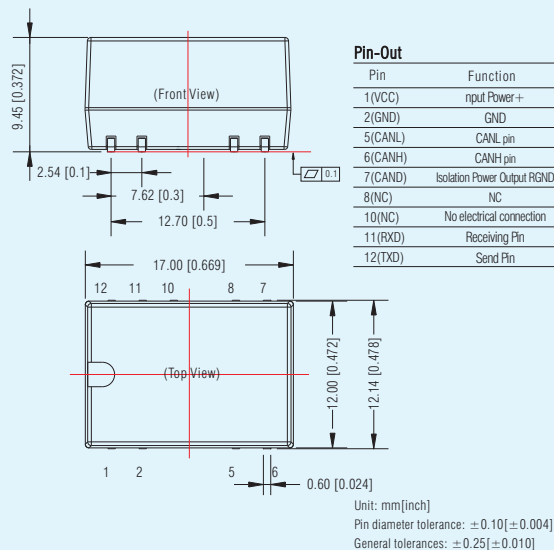 (Front View)
9.45 [0.372]
2.54 [0.1]
7.62 [0.3]
12.70 [0.5]
0.1
17.00 [0.669]
12 11 10 8 7
(Top View)
12.00 [0.472]
12.14 [0.478]
1 2 5 6
0.60 [0.024]
Pin-Out
Pin Function
1(VCC) nput Power+
2(GND) GND
5(CANL) CANL pin
6(CANH) CANH pin
7(CAND) Isolation Power Output RGND
8(NC) NC
10(NC) No electrical connection
11(RXD) Receiving Pin
12(TXD) Send Pin
Unit: mm[inch]
Pin diameter tolerance: ±0.10[±0.004]
General tolerances: ±0.25[±0.010]